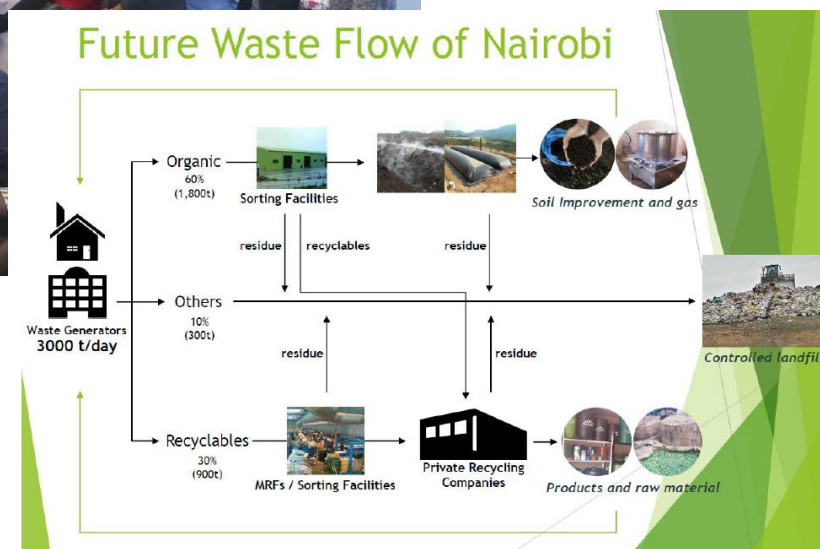 Future Waste Flow of Nairobi
Organic
60%
(1,800t)
Sorting Facilities
Soil Improvement and gas
residue
recyclables
residue
Waste Generators
3000 t/day
Others
10%
(300t)
Controlled landfil
residue
residue
Recyclables
30%
(900t)
MRFs / Sorting Facilities
Private Recycling
Companies
Products and raw material